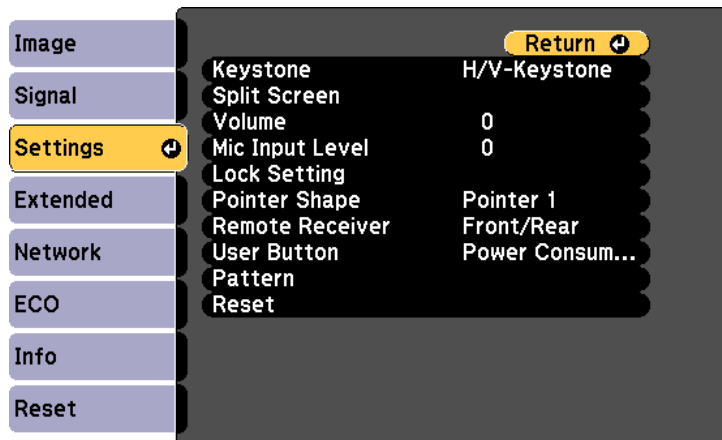 Image
Signal
Settings
Extended
Network
ECO
Info
Reset
Return
Keystone H/V-Keystone
Split Screen
Volume 0
Mic Input Level 0
Lock Setting
Pointer Shape Pointer 1
Remote Receiver Front/Rear
User Button Power Consum...
Pattern
Reset